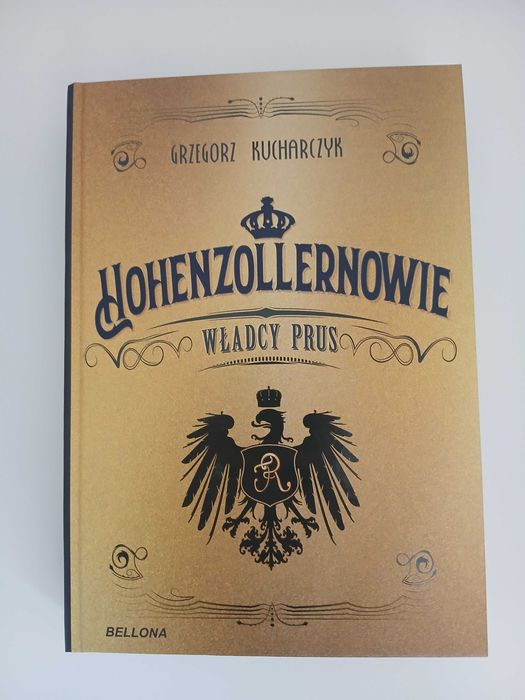 GRZEGORZ KUCHARCZYK
HOHENZOLLERNOWIE
WŁADCY PRUS
R
BELLONA